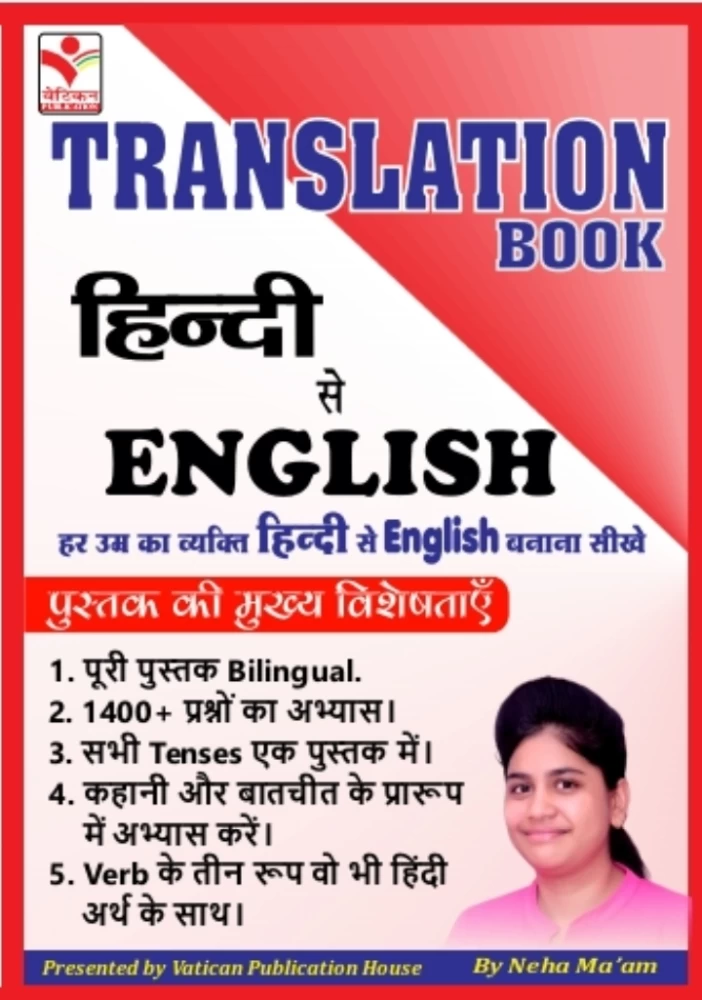 वेटिकन
PUBLICATION
TRANSLATION
BOOK
हिन्दी
से
ENGLISH
हर उम्र का व्यक्ति हिन्दी से English बनाना सीखे
पुस्तक की मुख्य विशेषताएँ
1. पूरी पुस्तक Bilingual.
2. 1400+ प्रश्नों का अभ्यास।
3. सभी Tenses एक पुस्तक में।
4. कहानी और बातचीत के प्रारूप
में अभ्यास करें।
5. Verb के तीन रूप वो भी हिंदी
अर्थ के साथ।
Presented by Vatican Publication House By Neha Ma'am